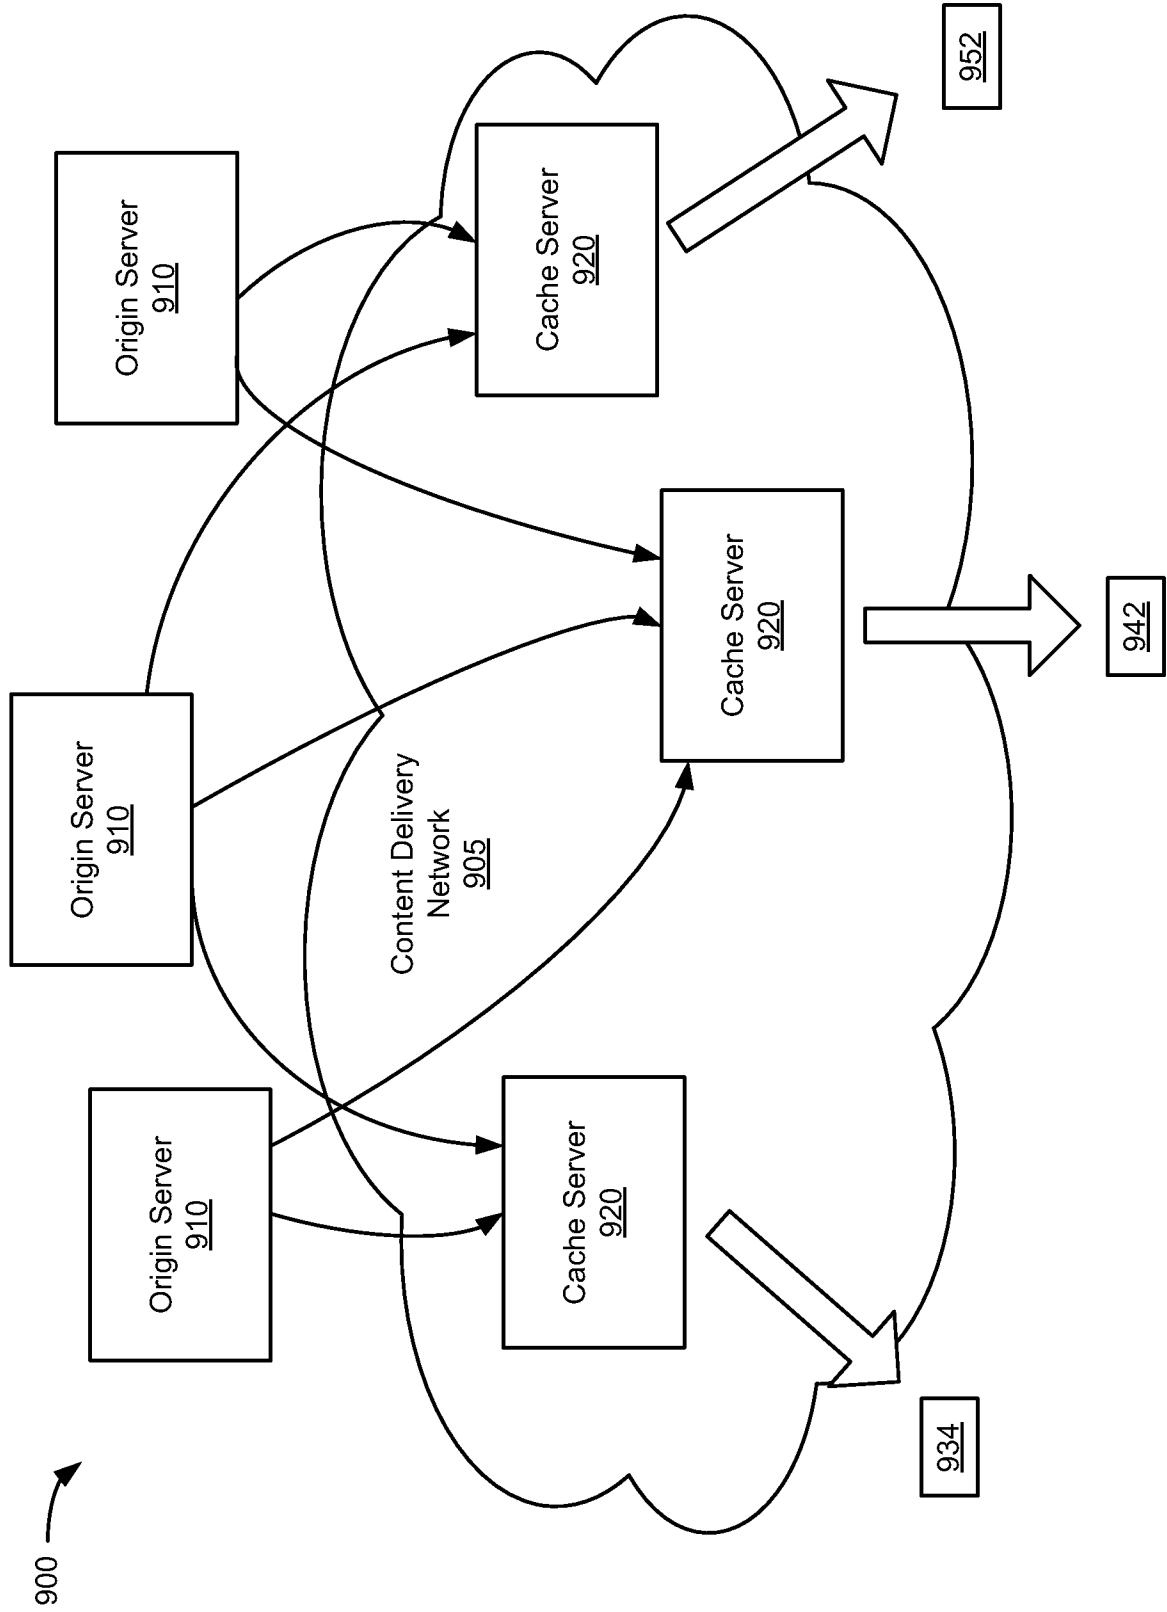 900
Origin Server
910
Origin Server
910
Origin Server
910
Content Delivery
Network
905
Cache Server
920
Cache Server
920
Cache Server
920
934
942
952